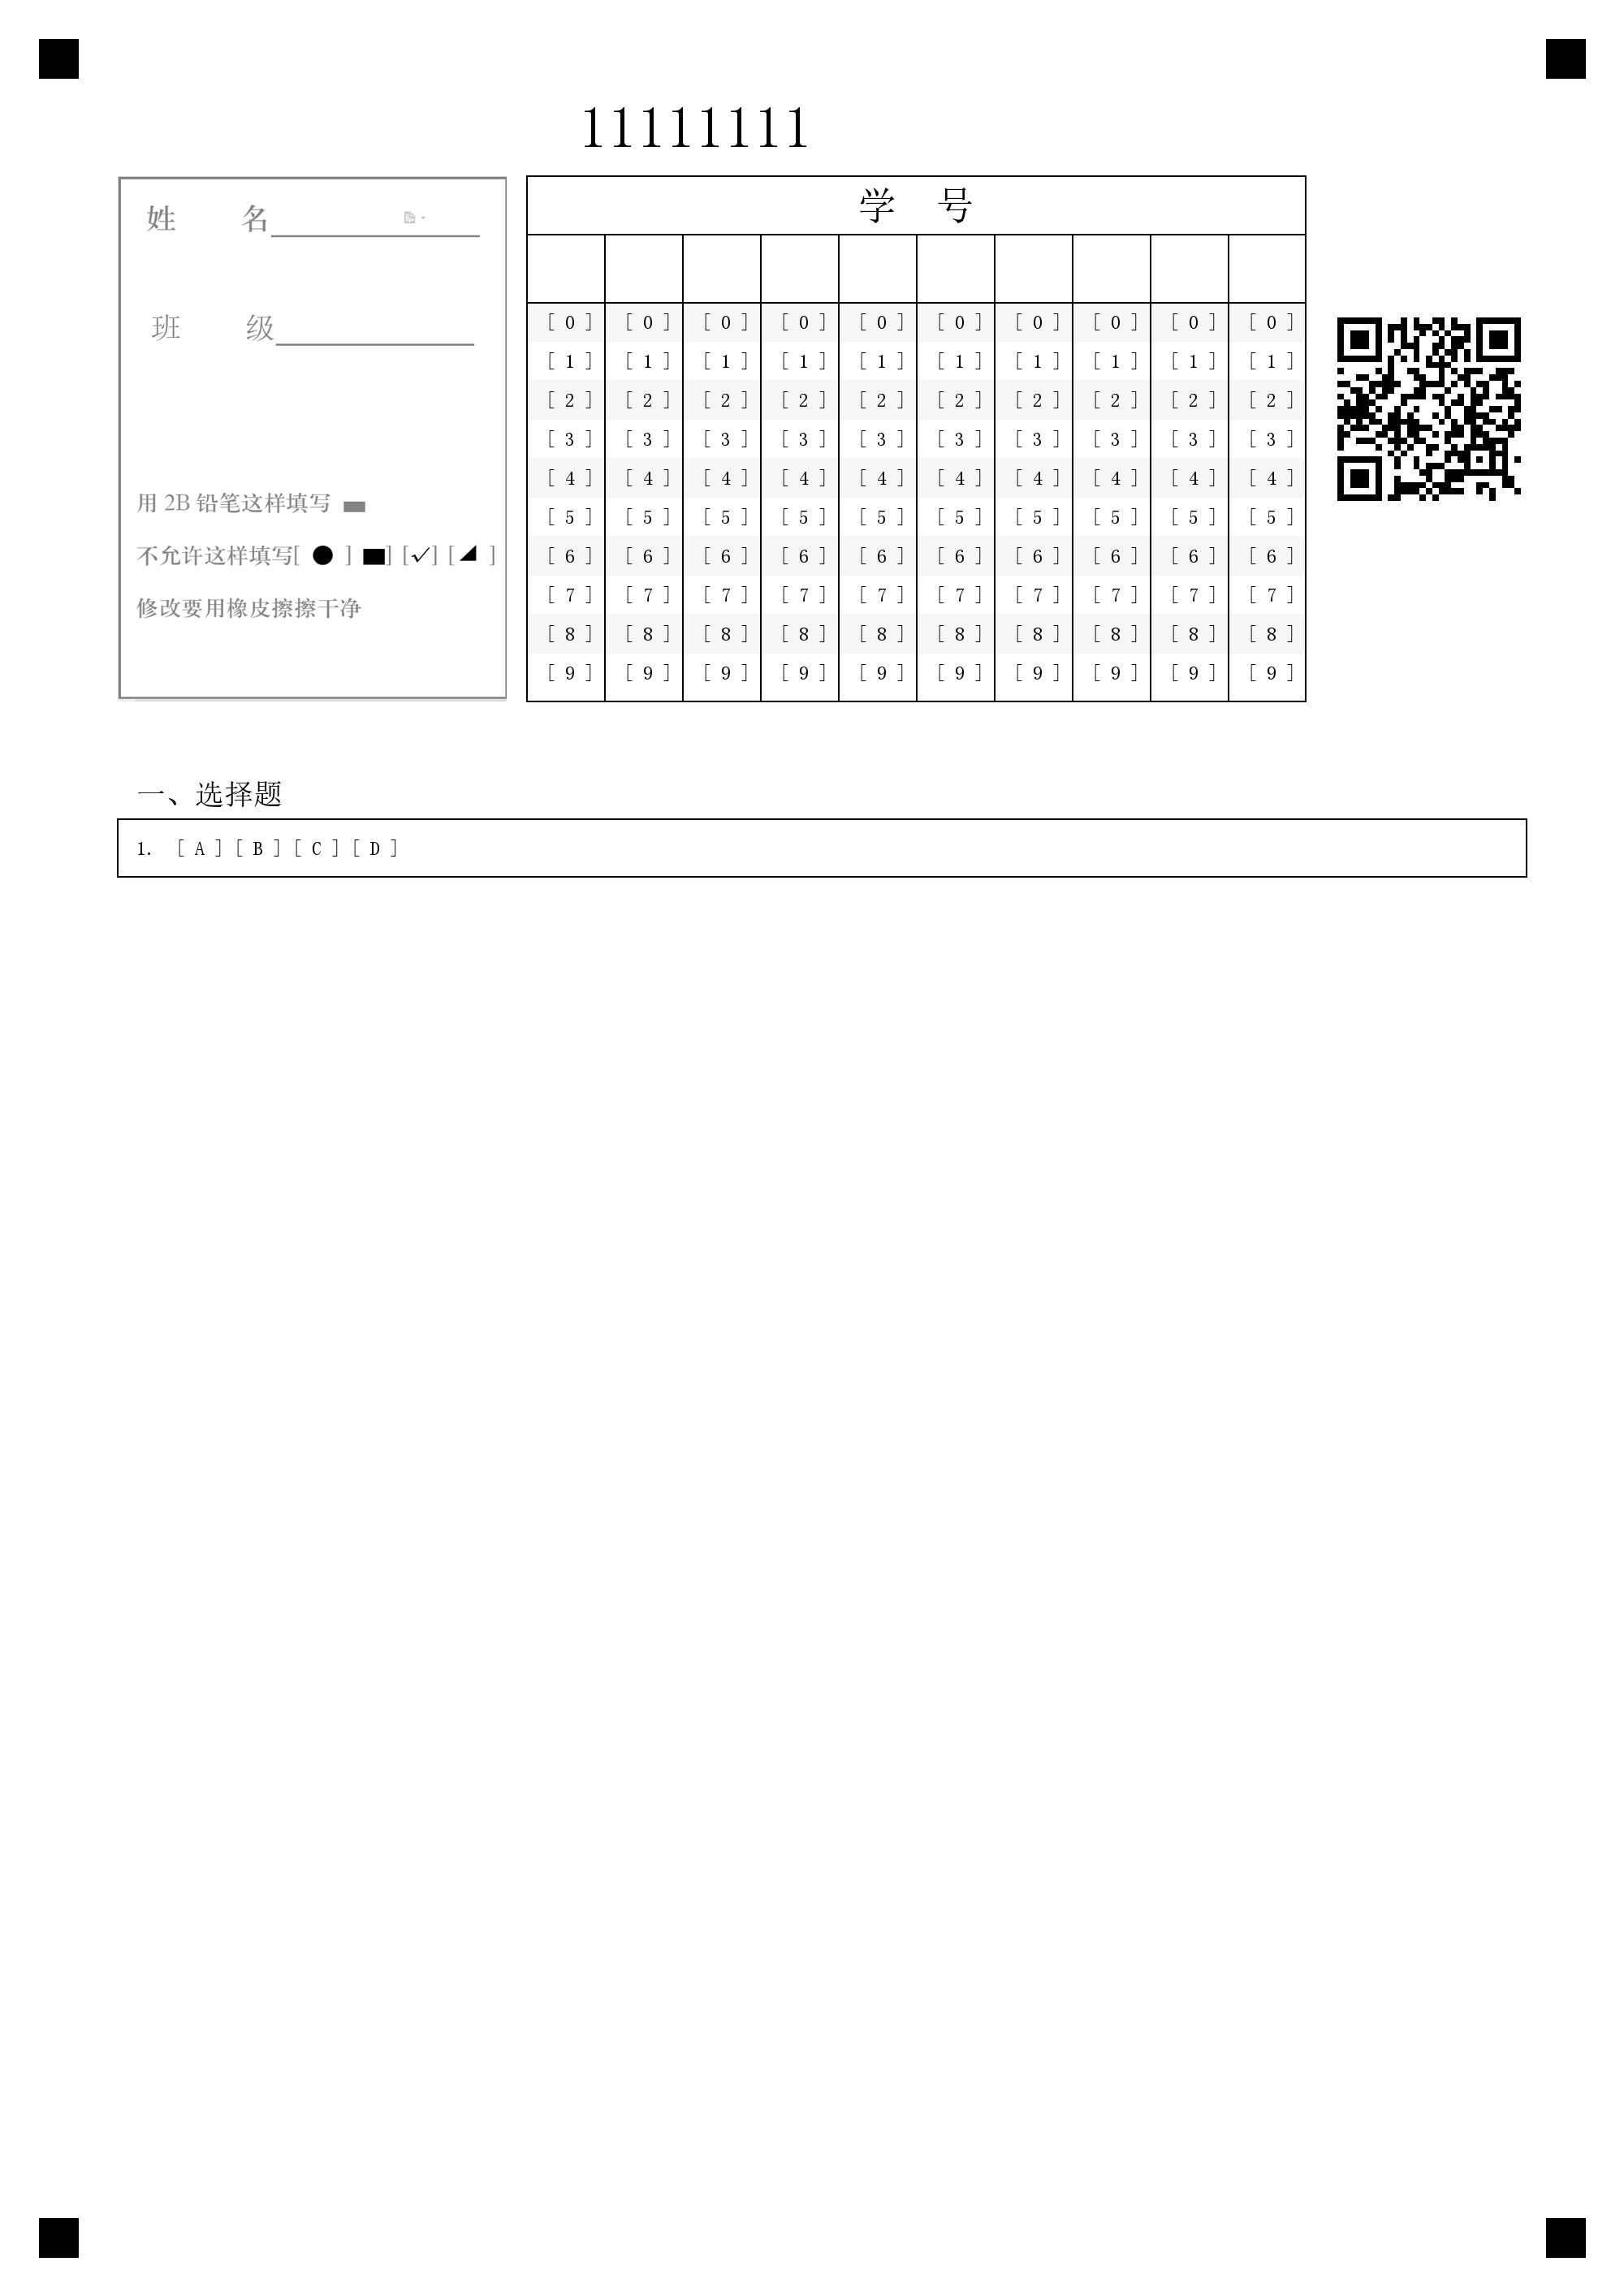 11111111
姓 名
班 级
用 2B 铅笔这样填写
不允许这样填写[ ● ] ■] [✓] [◢ ]
修改要用橡皮擦擦干净
学 号
[ 0 ] [ 0 ] [ 0 ] [ 0 ] [ 0 ] [ 0 ] [ 0 ] [ 0 ] [ 0 ] [ 0 ]
[ 1 ] [ 1 ] [ 1 ] [ 1 ] [ 1 ] [ 1 ] [ 1 ] [ 1 ] [ 1 ] [ 1 ]
[ 2 ] [ 2 ] [ 2 ] [ 2 ] [ 2 ] [ 2 ] [ 2 ] [ 2 ] [ 2 ] [ 2 ]
[ 3 ] [ 3 ] [ 3 ] [ 3 ] [ 3 ] [ 3 ] [ 3 ] [ 3 ] [ 3 ] [ 3 ]
[ 4 ] [ 4 ] [ 4 ] [ 4 ] [ 4 ] [ 4 ] [ 4 ] [ 4 ] [ 4 ] [ 4 ]
[ 5 ] [ 5 ] [ 5 ] [ 5 ] [ 5 ] [ 5 ] [ 5 ] [ 5 ] [ 5 ] [ 5 ]
[ 6 ] [ 6 ] [ 6 ] [ 6 ] [ 6 ] [ 6 ] [ 6 ] [ 6 ] [ 6 ] [ 6 ]
[ 7 ] [ 7 ] [ 7 ] [ 7 ] [ 7 ] [ 7 ] [ 7 ] [ 7 ] [ 7 ] [ 7 ]
[ 8 ] [ 8 ] [ 8 ] [ 8 ] [ 8 ] [ 8 ] [ 8 ] [ 8 ] [ 8 ] [ 8 ]
[ 9 ] [ 9 ] [ 9 ] [ 9 ] [ 9 ] [ 9 ] [ 9 ] [ 9 ] [ 9 ] [ 9 ]
一、选择题
1. [ A ] [ B ] [ C ] [ D ]